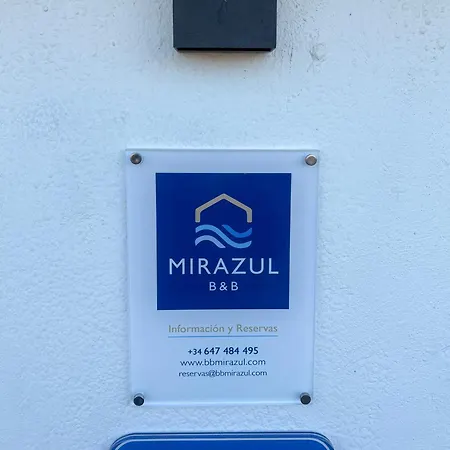 MIRAZUL
B & B
Información y Reservas
+34 647 484 495
www.bbmirazul.com
reservas@bbmirazul.com